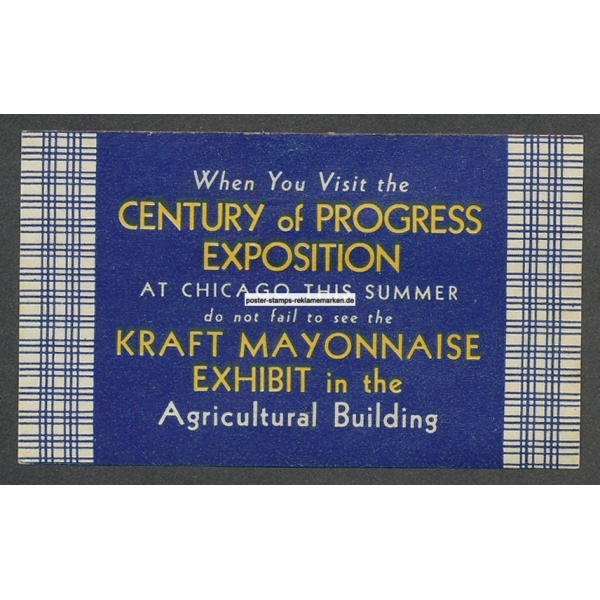 When You Visit the
CENTURY of PROGRESS
EXPOSITION
AT CHICAGO THIS SUMMER
poster-stamps-reklamemarken.de
do not fail to see the
KRAFT MAYONNAISE
EXHIBIT in the
Agricultural Building